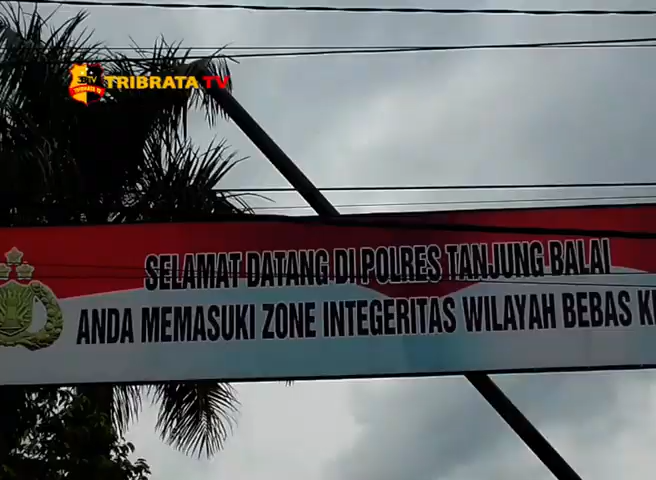 TRIBRATA TV
SELAMAT DATANG DI POLRES TANJUNG BALAI
ANDA MEMASUKI ZONE INTEGERITAS WILAYAH BEBAS